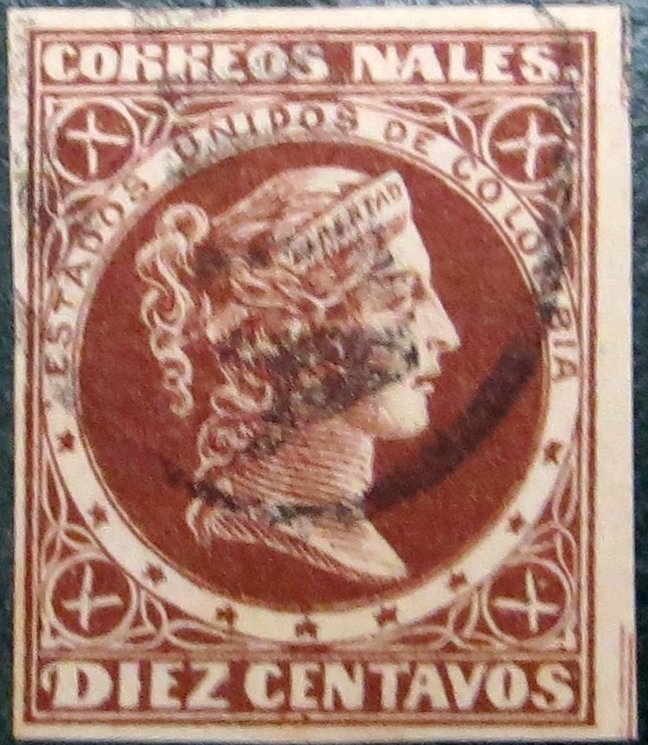 CORREOS NALES.
ESTADOS UNIDOS DE COLOMBIA
LIBERTAD
DIEZ CENTAVOS